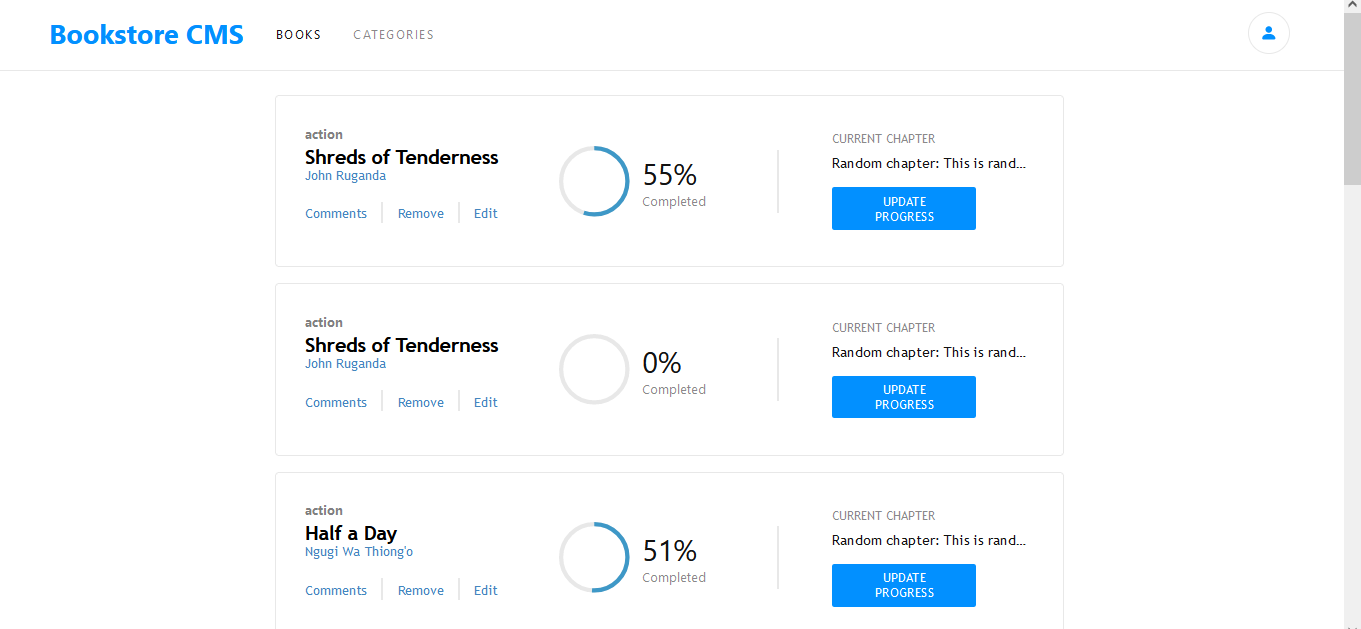 Bookstore CMS BOOKS CATEGORIES
action
Shreds of Tenderness
John Ruganda
Comments Remove Edit
55%
Completed
CURRENT CHAPTER
Random chapter: This is rand...
UPDATE
PROGRESS
action
Shreds of Tenderness
John Ruganda
Comments Remove Edit
0%
Completed
CURRENT CHAPTER
Random chapter: This is rand...
UPDATE
PROGRESS
action
Half a Day
Ngugi Wa Thiong'o
Comments Remove Edit
51%
Completed
CURRENT CHAPTER
Random chapter: This is rand...
UPDATE
PROGRESS